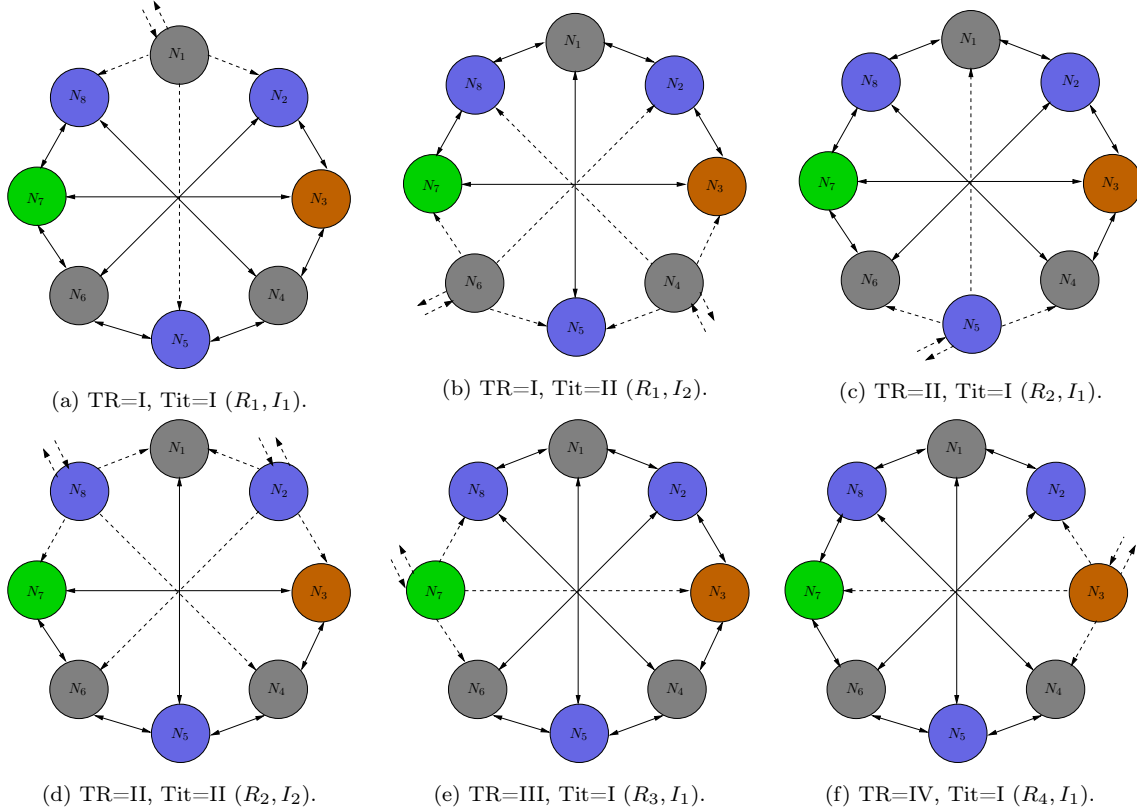 N1
N8
N2
N7
N3
N6
N4
N5
(a) TR=I, Tit=I (R1, I1).
N1
N8
N2
N7
N3
N6
N4
N5
(b) TR=I, Tit=II (R1, I2).
N1
N8
N2
N7
N3
N6
N4
N5
(c) TR=II, Tit=I (R2, I1).
N1
N8
N2
N7
N3
N6
N4
N5
(d) TR=II, Tit=II (R2, I2).
N1
N8
N2
N7
N3
N6
N4
N5
(e) TR=III, Tit=I (R3, I1).
N1
N8
N2
N7
N3
N6
N4
N5
(f) TR=IV, Tit=I (R4, I1).